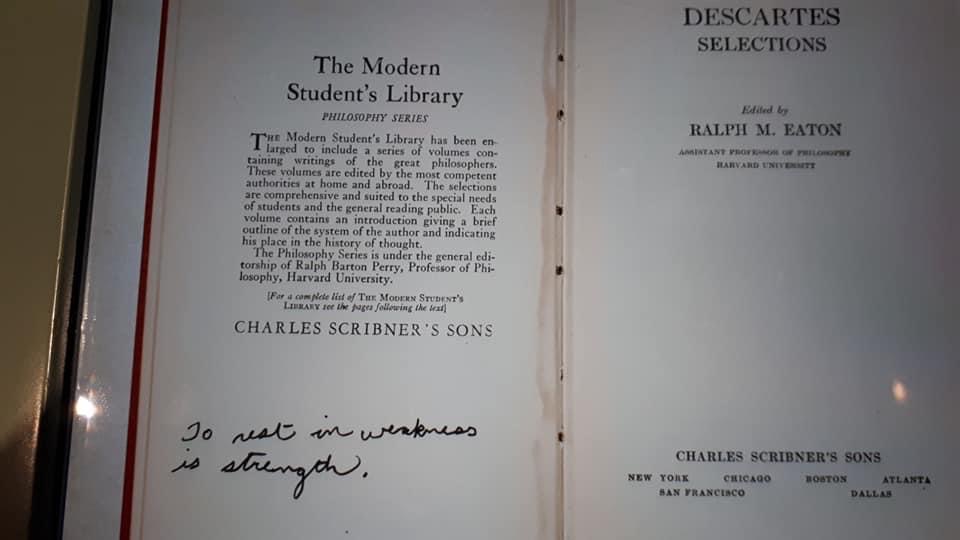 The Modern
Student's Library
PHILOSOPHY SERIES
THE Modern Student's Library has been en-
larged to include a series of volumes con-
taining writings of the great philosophers.
These volumes are edited by the most competent
authorities at home and abroad. The selections
are comprehensive and suited to the special needs
of students and the general reading public. Each
volume contains an introduction giving a brief
outline of the system of the author and indicating
his place in the history of thought.
The Philosophy Series is under the general edi-
torship of Ralph Barton Perry, Professor of Phi-
losophy, Harvard University.
[For a complete list of THE MODERN STUDENT'S
LIBRARY see the pages following the text]
CHARLES SCRIBNER'S SONS
To rest in weakness
is strength.
DESCARTES
SELECTIONS
Edited by
RALPH M. EATON
ASSISTANT PROFESSOR OF PHILOSOPHY
HARVARD UNIVERSITY
CHARLES SCRIBNER'S SONS
NEW YORK CHICAGO BOSTON ATLANTA
SAN FRANCISCO DALLAS